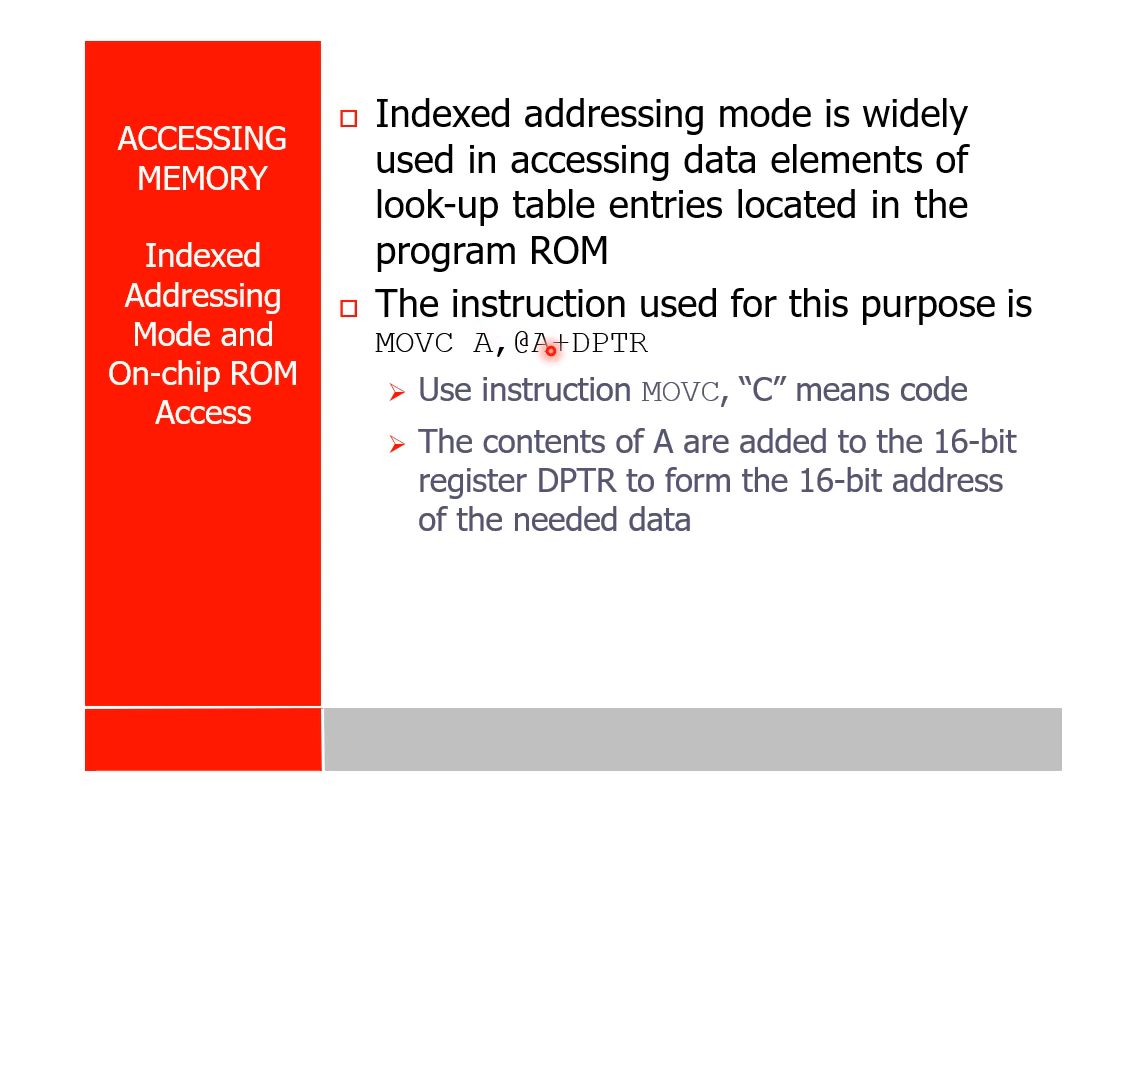 ACCESSING
MEMORY
Indexed
Addressing
Mode and
On-chip ROM
Access
Indexed addressing mode is widely
used in accessing data elements of
look-up table entries located in the
program ROM
The instruction used for this purpose is
MOVC A,@A+DPTR
Use instruction MOVC, “C” means code
The contents of A are added to the 16-bit
register DPTR to form the 16-bit address
of the needed data